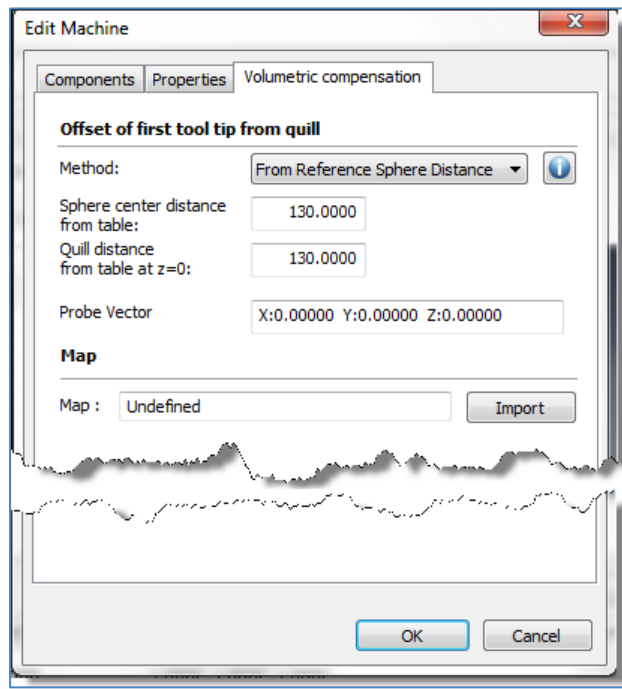 Edit Machine
Components Properties Volumetric compensation
Offset of first tool tip from quill
Method: From Reference Sphere Distance
Sphere center distance
from table: 130.0000
Quill distance
from table at z=0: 130.0000
Probe Vector X:0.00000 Y:0.00000 Z:0.00000
Map
Map : Undefined Import
OK Cancel